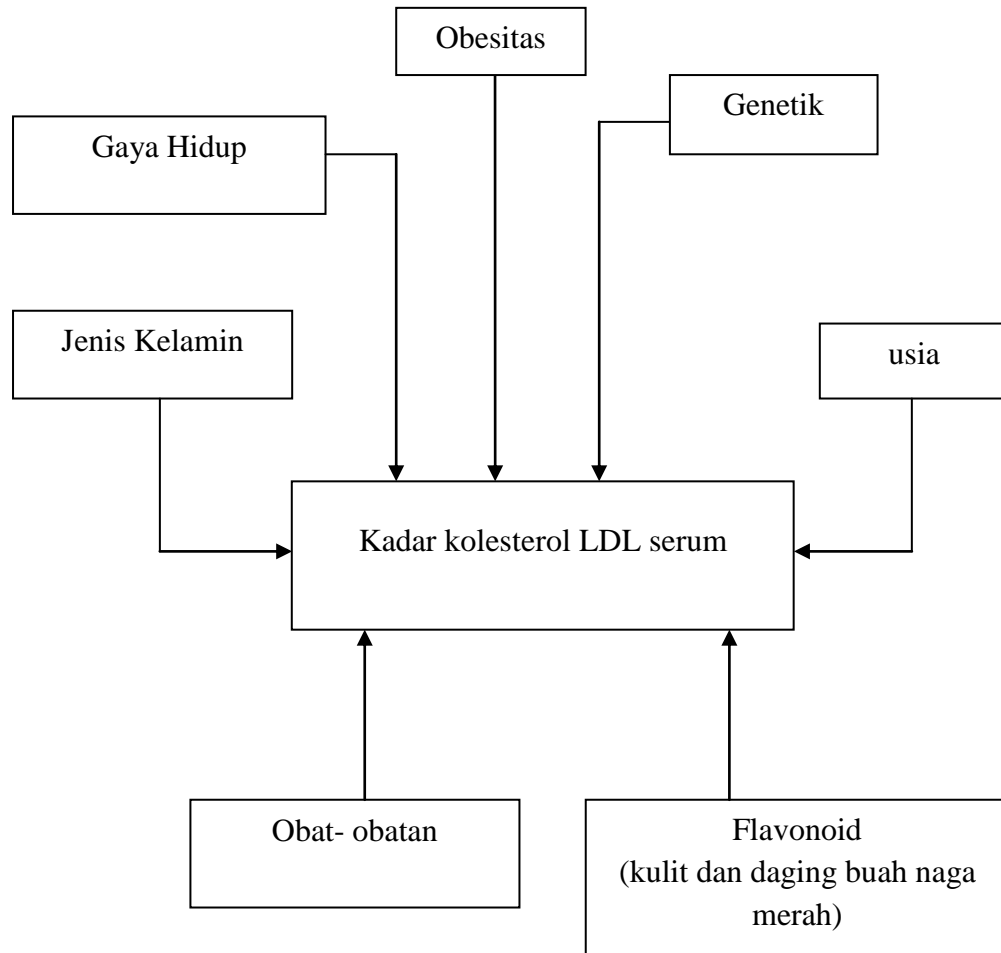 Obesitas
Genetik
Gaya Hidup
Jenis Kelamin
usia
Kadar kolesterol LDL serum
Obat- obatan
Flavonoid
(kulit dan daging buah naga
merah)